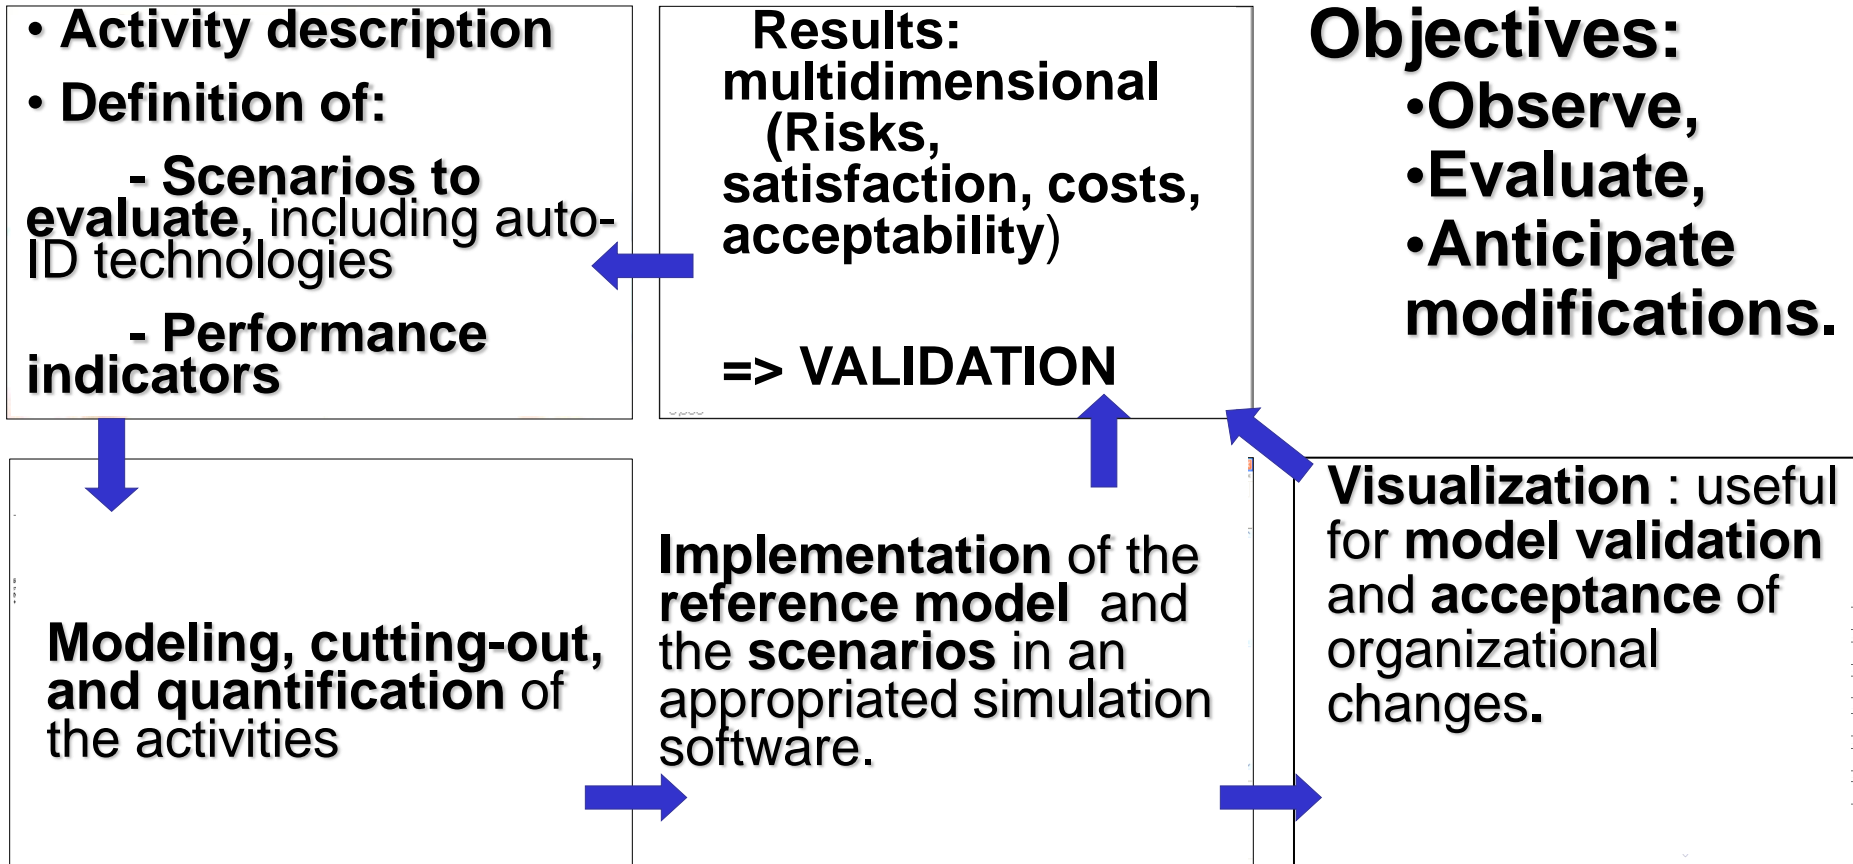 • Activity description
• Definition of:
- Scenarios to
evaluate, including auto-
ID technologies
- Performance
indicators
Results:
multidimensional
(Risks,
satisfaction, costs,
acceptability)
=> VALIDATION
Objectives:
•Observe,
•Evaluate,
•Anticipate
modifications.
Modeling, cutting-out,
and quantification of
the activities
Implementation of the
reference model and
the scenarios in an
appropriated simulation
software.
Visualization : useful
for model validation
and acceptance of
organizational
changes.